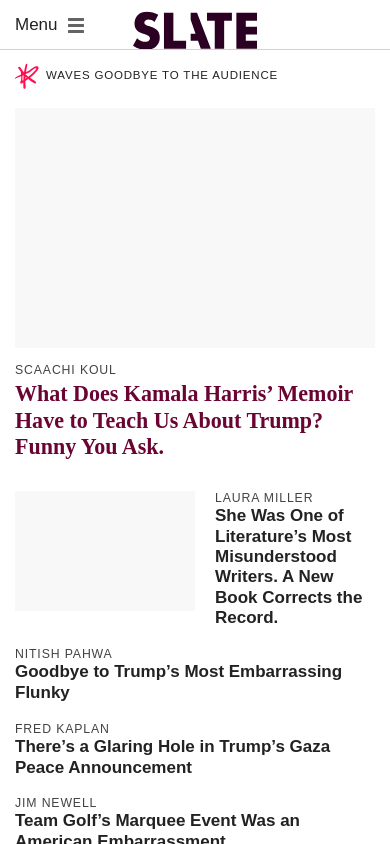 Menu
SLATE
WAVES GOODBYE TO THE AUDIENCE
SCAACHI KOUL
What Does Kamala Harris’ Memoir
Have to Teach Us About Trump?
Funny You Ask.
LAURA MILLER
She Was One of
Literature’s Most
Misunderstood
Writers. A New
Book Corrects the
Record.
NITISH PAHWA
Goodbye to Trump’s Most Embarrassing
Flunky
FRED KAPLAN
There’s a Glaring Hole in Trump’s Gaza
Peace Announcement
JIM NEWELL
Team Golf’s Marquee Event Was an
American Embarrassment